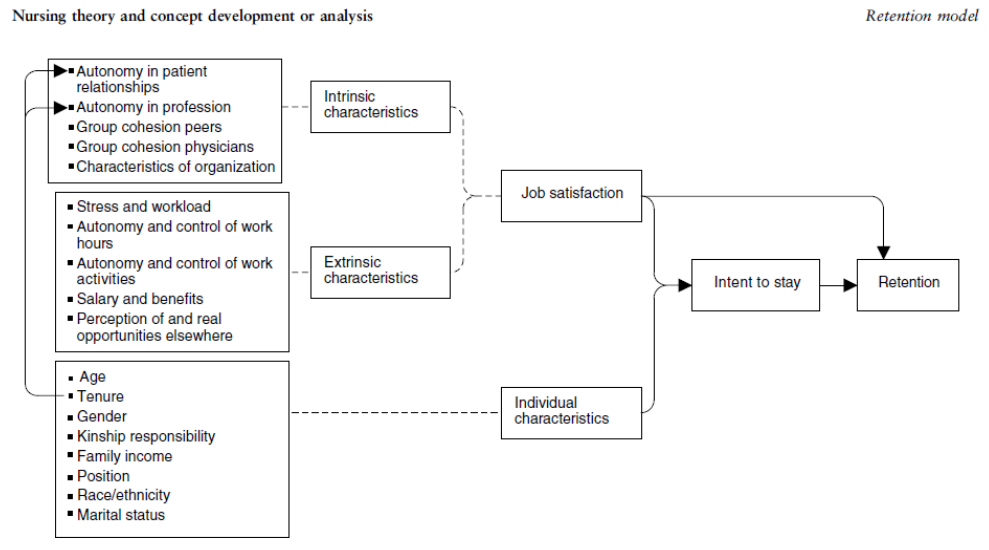 Nursing theory and concept development or analysis
Retention model
▪ Autonomy in patient
relationships
▪ Autonomy in profession
▪ Group cohesion peers
▪ Group cohesion physicians
▪ Characteristics of organization
Intrinsic
characteristics
▪ Stress and workload
▪ Autonomy and control of work
hours
▪ Autonomy and control of work
activities
▪ Salary and benefits
▪ Perception of and real
opportunities elsewhere
Extrinsic
characteristics
Job satisfaction
Intent to stay
Retention
▪ Age
▪ Tenure
▪ Gender
▪ Kinship responsibility
▪ Family income
▪ Position
▪ Race/ethnicity
▪ Marital status
Individual
characteristics